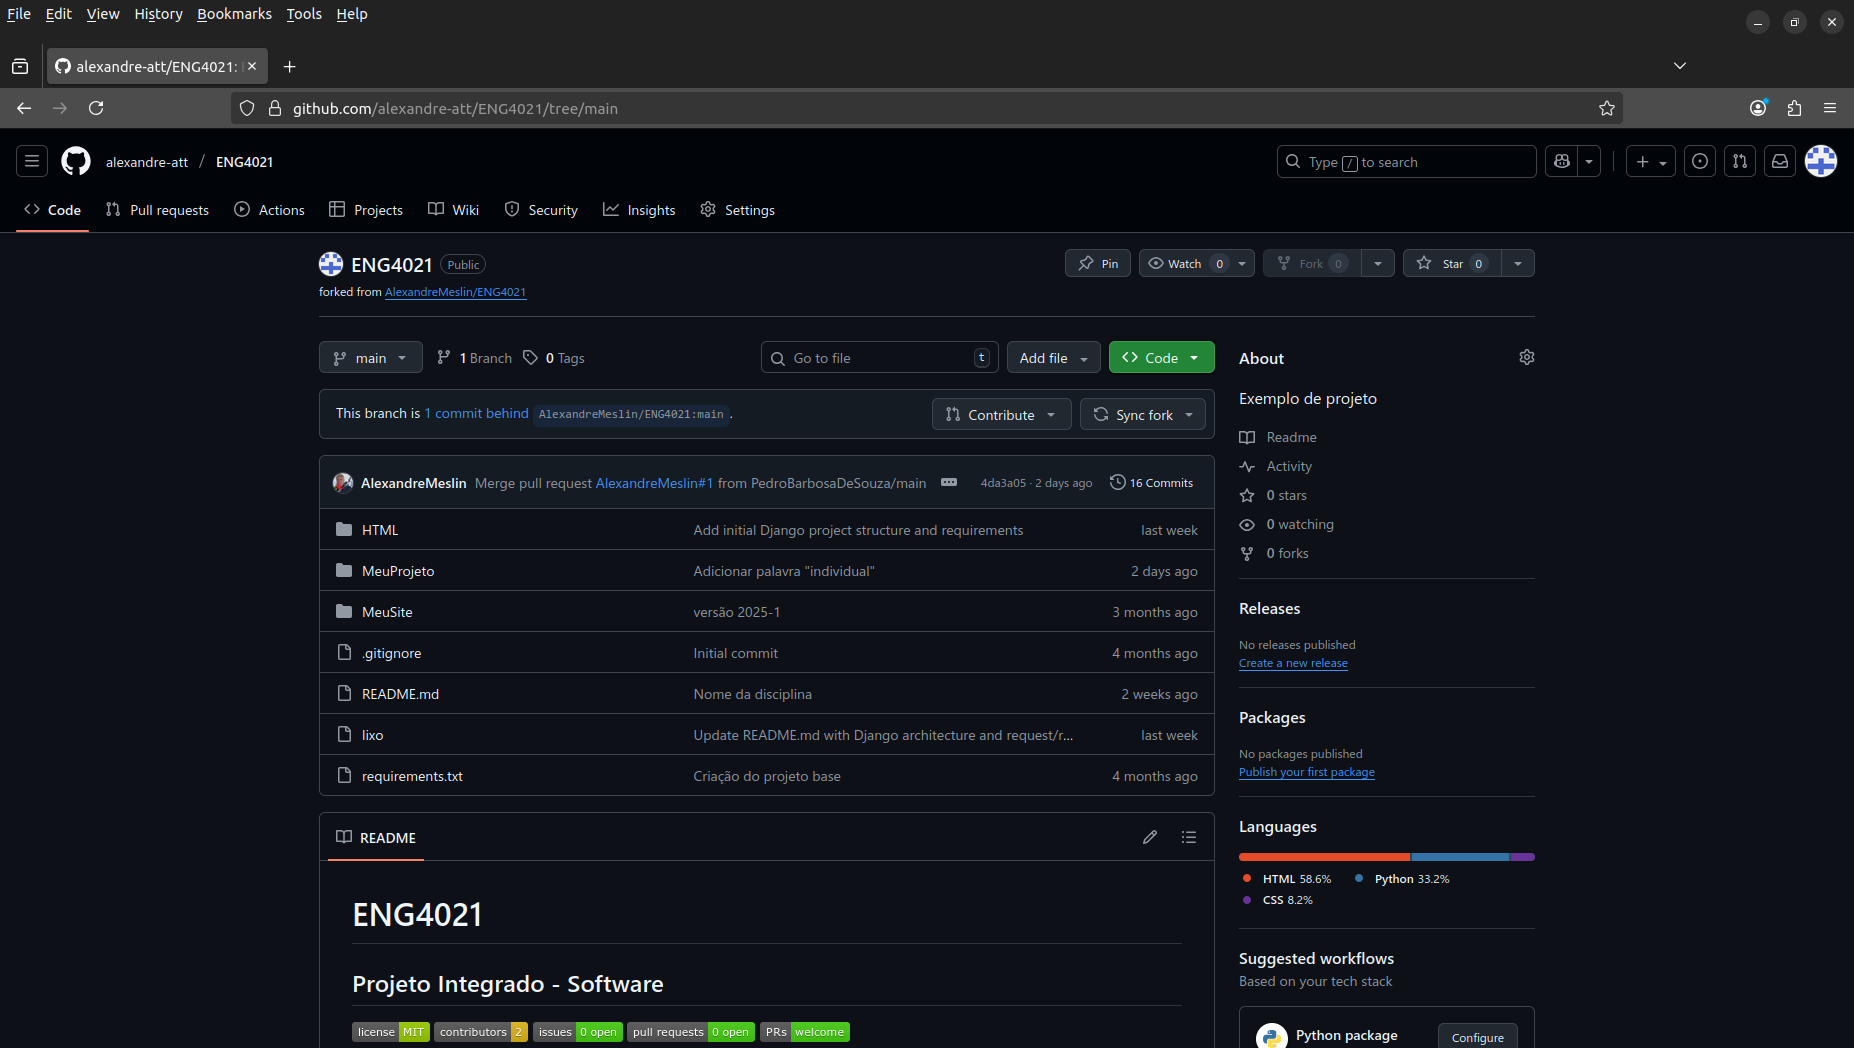 File Edit View History Bookmarks Tools Help
alexandre-att/ENG4021:
github.com/alexandre-att/ENG4021/tree/main
alexandre-att / ENG4021
Type / to search
Code Pull requests Actions Projects Wiki Security Insights Settings
ENG4021 Public
Pin Watch 0 Fork 0 Star 0
forked from AlexandreMeslin/ENG4021
main 1 Branch 0 Tags Go to file t Add file Code
This branch is 1 commit behind AlexandreMeslin/ENG4021:main . Contribute Sync fork
AlexandreMeslin Merge pull request AlexandreMeslin#1 from PedroBarbosaDeSouza/main 4da3a05 · 2 days ago 16 Commits
HTML Add initial Django project structure and requirements last week
MeuProjeto Adicionar palavra "individual" 2 days ago
MeuSite versão 2025-1 3 months ago
.gitignore Initial commit 4 months ago
README.md Nome da disciplina 2 weeks ago
lixo Update README.md with Django architecture and request/r... last week
requirements.txt Criação do projeto base 4 months ago
README
ENG4021
Projeto Integrado - Software
license MIT contributors 2 issues 0 open pull requests 0 open PRs welcome
About
Exemplo de projeto
Readme
Activity
0 stars
0 watching
0 forks
Releases
No releases published
Create a new release
Packages
No packages published
Publish your first package
Languages
HTML 58.6% Python 33.2%
CSS 8.2%
Suggested workflows
Based on your tech stack
Python package Configure